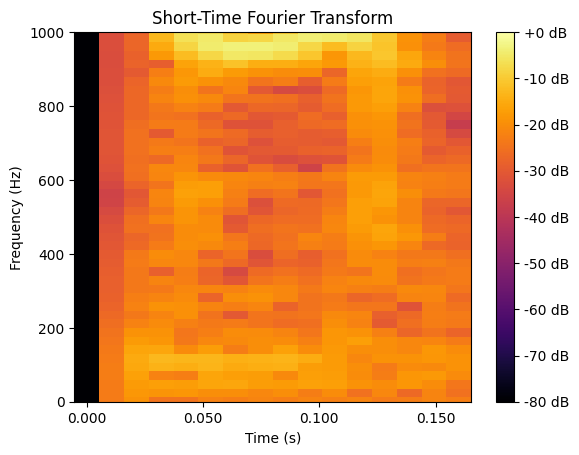 Short-Time Fourier Transform
1000
800
600
400
200
0
Frequency (Hz)
0.000
0.050
0.100
0.150
Time (s)
+0 dB
-10 dB
-20 dB
-30 dB
-40 dB
-50 dB
-60 dB
-70 dB
-80 dB